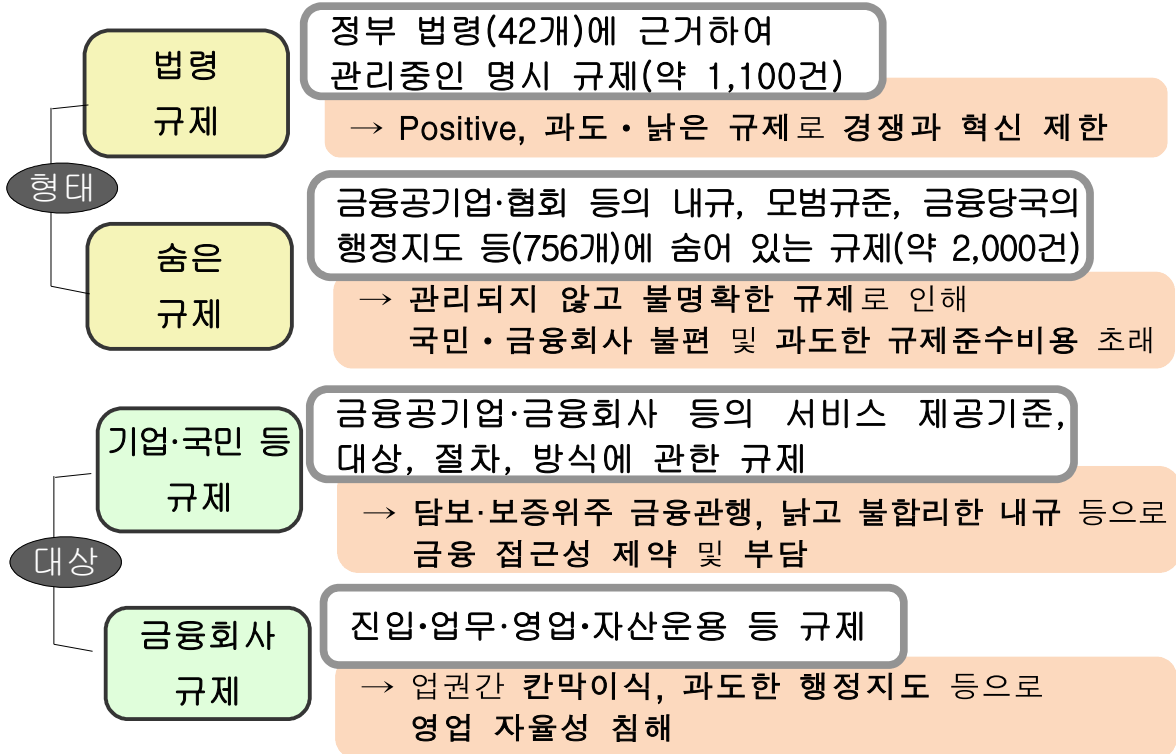 정부 법령(42개)에 근거하여
관리중인 명시 규제(약 1,100건)
법령
규제
→ Positive, 과도·낡은 규제로 경쟁과 혁신 제한
형태
금융공기업·협회 등의 내규, 모범규준, 금융당국의
행정지도 등(756개)에 숨어 있는 규제(약 2,000건)
숨은
규제
→ 관리되지 않고 불명확한 규제로 인해
국민·금융회사 불편 및 과도한 규제준수비용 초래
금융공기업·금융회사 등의 서비스 제공기준,
대상, 절차, 방식에 관한 규제
기업·국민 등
규제
→ 담보·보증위주 금융관행, 낡고 불합리한 내규 등으로
금융 접근성 제약 및 부담
대상
진입·업무·영업·자산운용 등 규제
금융회사
규제
→ 업권간 칸막이식, 과도한 행정지도 등으로
영업 자율성 침해